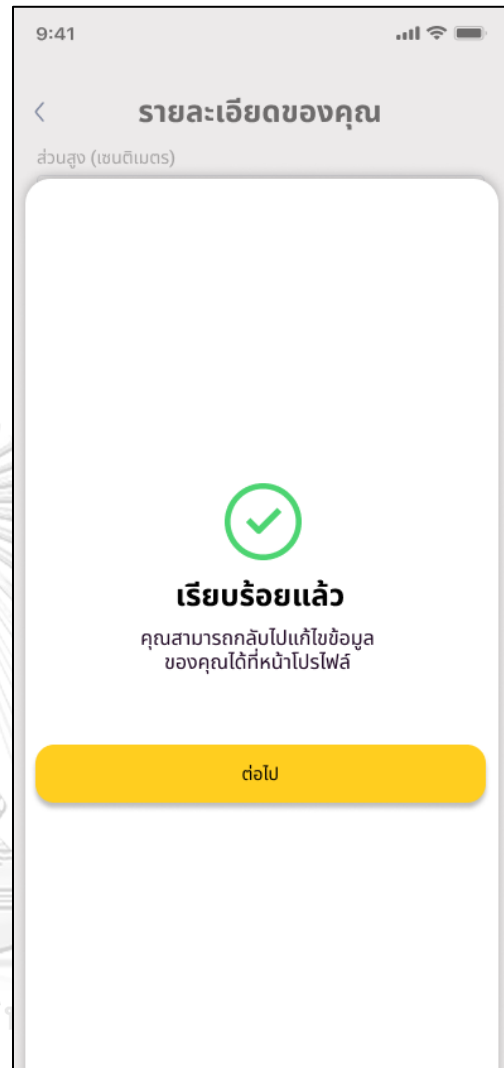 9:41
รายละเอียดของคุณ
ส่วนสูง (เซนติเมตร)
เรียบร้อยแล้ว
คุณสามารถกลับไปแก้ไขข้อมูล
ของคุณได้ที่หน้าโปรไฟล์
ต่อไป